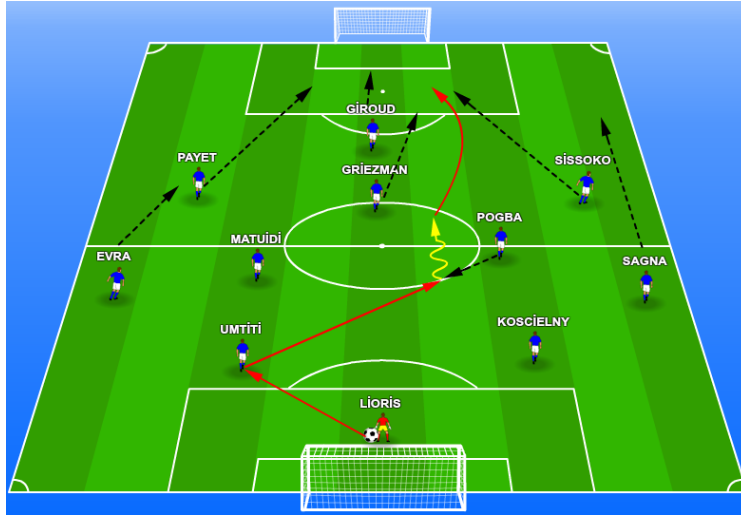 GİROUD
PAYET
SİSSOKO
GRİEZMAN
POGBA
MATUİDİ
EVRA
SAGNA
KOSCİELNY
UMTİTİ
LİORİS